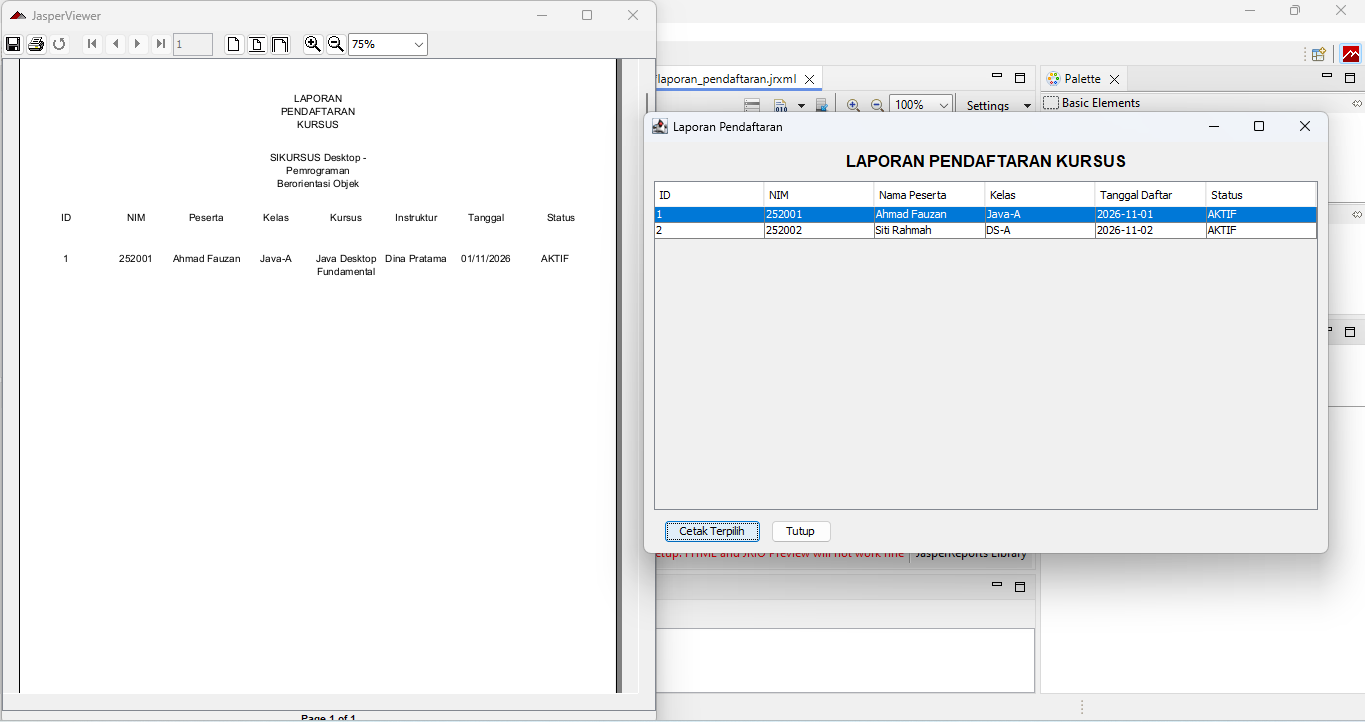 JasperViewer
1
75%
LAPORAN
PENDAFTARAN
KURSUS
SIKURSUS Desktop -
Pemrograman
Berorientasi Objek
ID NIM Peserta Kelas Kursus Instruktur Tanggal Status
1 252001 Ahmad Fauzan Java-A Java Desktop Dina Pratama 01/11/2026 AKTIF
Fundamental
Page 1 of 1
laporan_pendaftaran.jrxml
100% Settings
Palette
Basic Elements
Laporan Pendaftaran
LAPORAN PENDAFTARAN KURSUS
ID NIM Nama Peserta Kelas Tanggal Daftar Status
1 252001 Ahmad Fauzan Java-A 2026-11-01 AKTIF
2 252002 Siti Rahmah DS-A 2026-11-02 AKTIF
Cetak Terpilih Tutup
and JRIO Preview will not work fine JasperReports Library